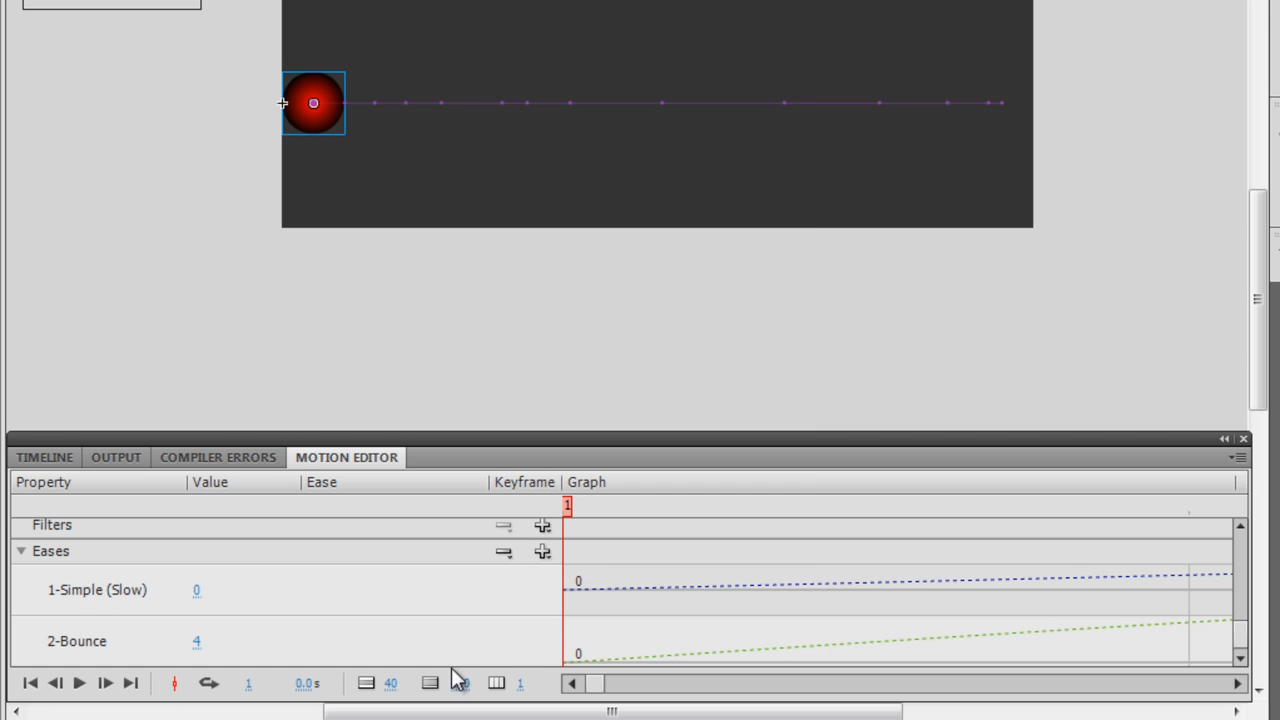 TIMELINE OUTPUT COMPILER ERRORS MOTION EDITOR
Property Value Ease Keyframe Graph
1
Filters
Eases
1-Simple (Slow) 0 0
2-Bounce 4 0
1 0.0s 40 1